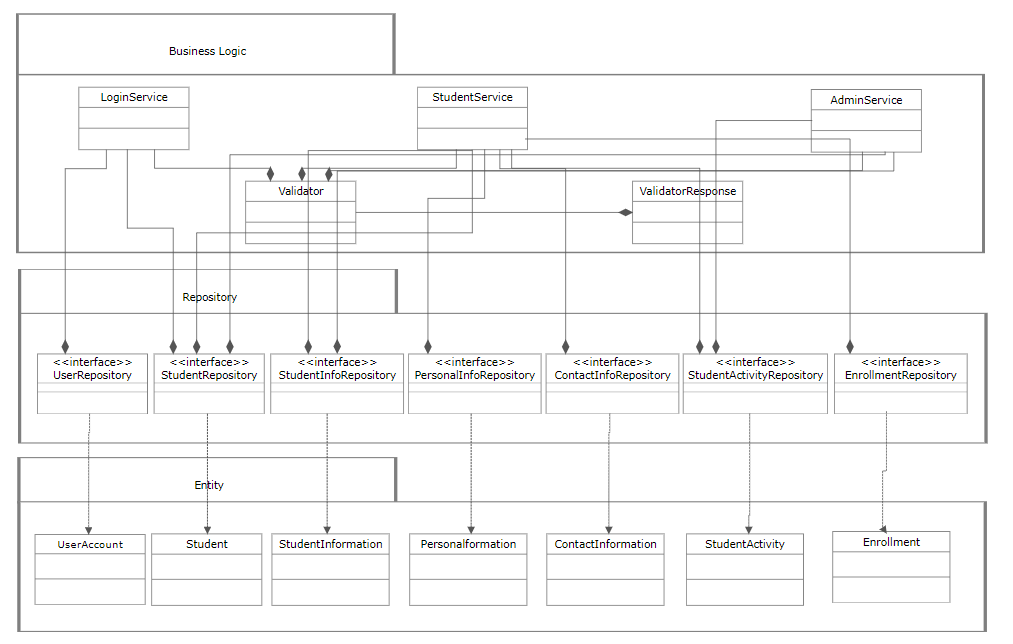 Business Logic
LoginService
StudentService
AdminService
Validator
ValidatorResponse
Repository
<<interface>>
UserRepository
<<interface>>
StudentRepository
<<interface>>
StudentInfoRepository
<<interface>>
PersonalInfoRepository
<<interface>>
ContactInfoRepository
<<interface>>
StudentActivityRepository
<<interface>>
EnrollmentRepository
Entity
UserAccount
Student
StudentInformation
Personalformation
ContactInformation
StudentActivity
Enrollment